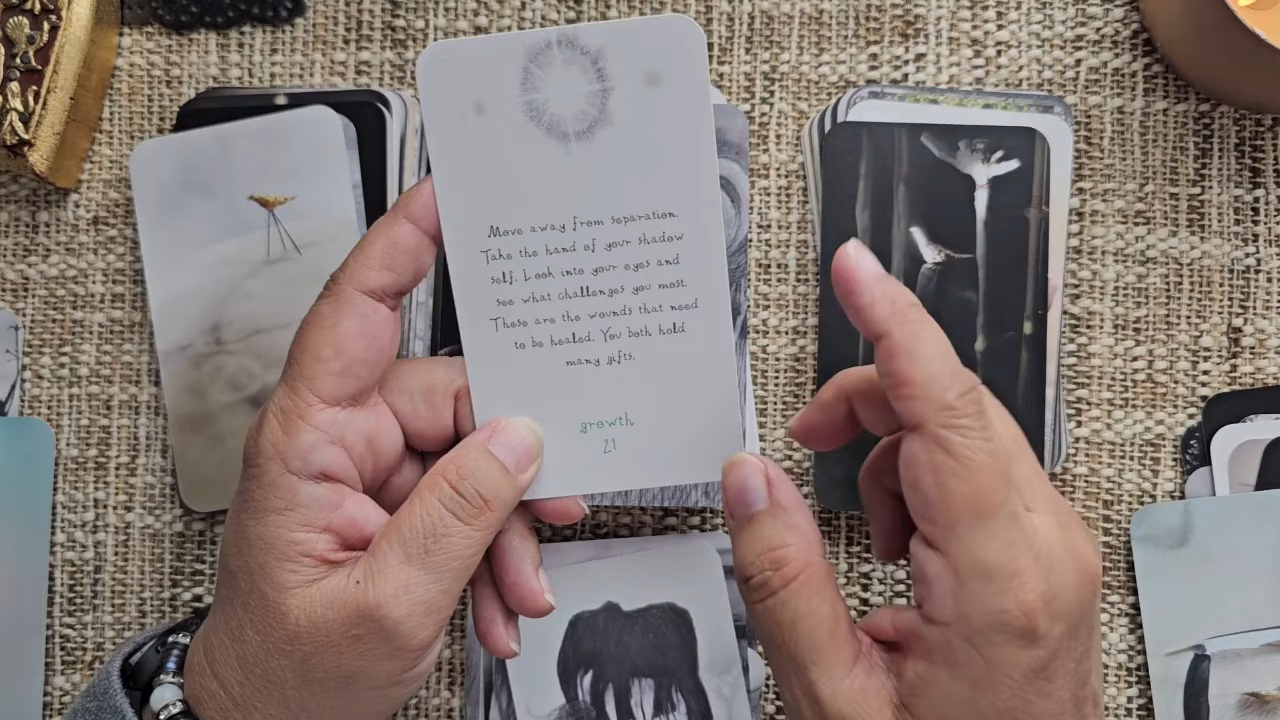 Move away from separation.
Take the hand of your shadow
self. Look into your eyes and
see what challenges you most.
These are the wounds that need
to be healed. You both hold
many gifts.
growth
21